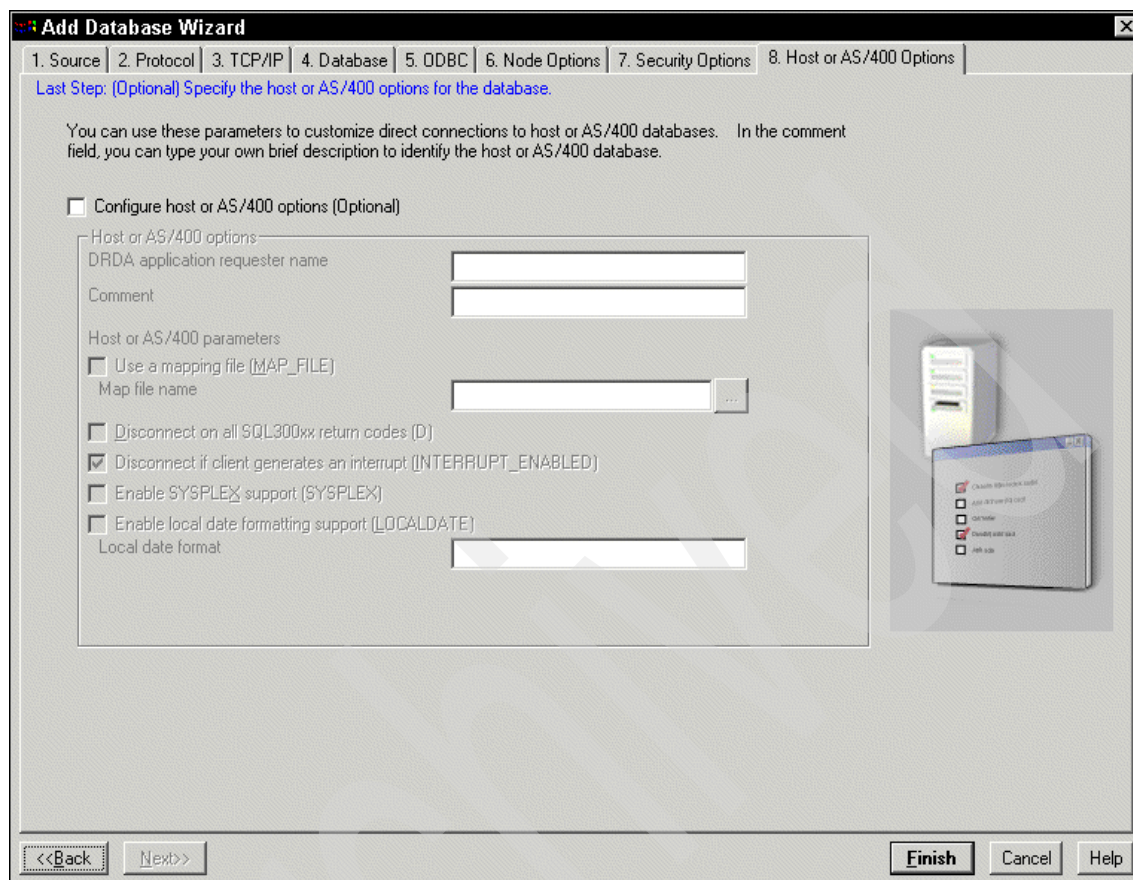 Add Database Wizard
1. Source 2. Protocol 3. TCP/IP 4. Database 5. ODBC 6. Node Options 7. Security Options 8. Host or AS/400 Options
Last Step: (Optional) Specify the host or AS/400 options for the database.
You can use these parameters to customize direct connections to host or AS/400 databases. In the comment
field, you can type your own brief description to identify the host or AS/400 database.
Configure host or AS/400 options (Optional)
Host or AS/400 options
DRDA application requester name
Comment
Host or AS/400 parameters
Use a mapping file (MAP_FILE)
Map file name
...
Disconnect on all SQL300xx return codes (D)
Disconnect if client generates an interrupt (INTERRUPT_ENABLED)
Enable SYSPLEX support (SYSPLEX)
Enable local date formatting support (LOCALDATE)
Local date format
<<Back Next>> Finish Cancel Help